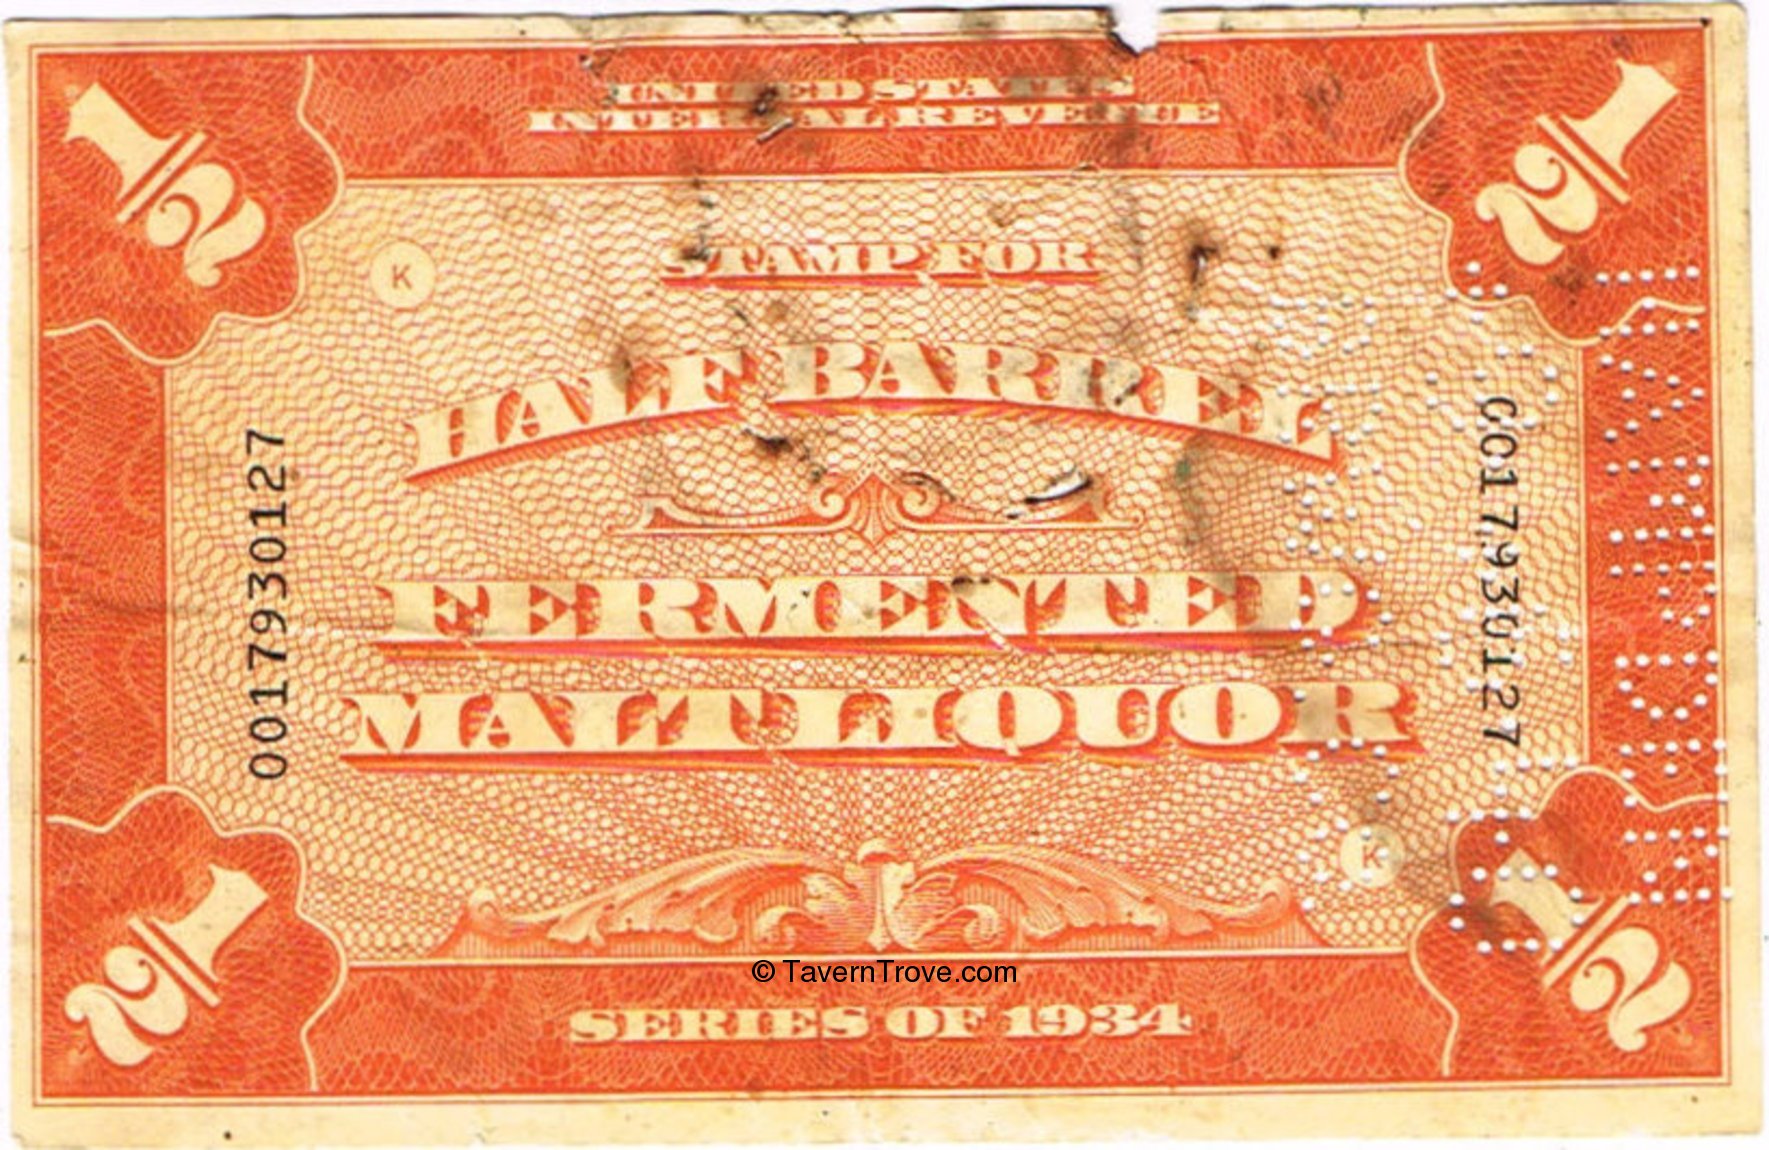 UNITED STATES
INTERNAL REVENUE
1/2
1/2
K
STAMP FOR
HALF BARREL
FERMENTED
MALT LIQUOR
0017930127
0017930127
K
1/2
1/2
© TavernTrove.com
SERIES OF 1934